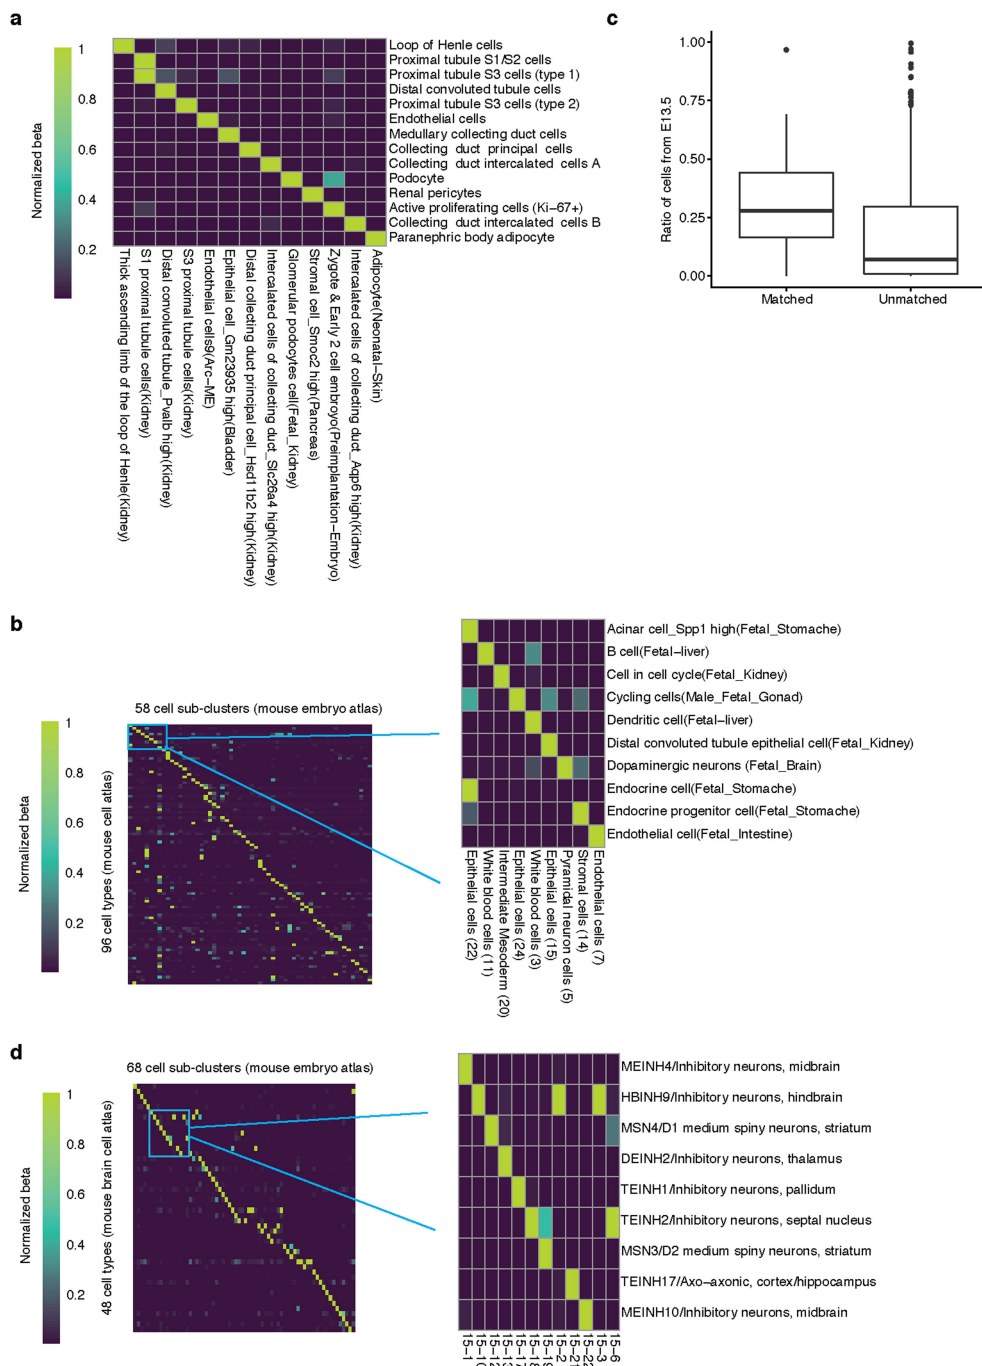 a
Normalized beta
1
0.8
0.6
0.4
0.2
Loop of Henle cells
Proximal tubule S1/S2 cells
Proximal tubule S3 cells (type 1)
Distal convoluted tubule cells
Proximal tubule S3 cells (type 2)
Endothelial cells
Medullary collecting duct cells
Collecting duct principal cells
Collecting duct intercalated cells A
Podocyte
Renal pericytes
Active proliferating cells (Ki-67+)
Collecting duct intercalated cells B
Paranephric body adipocyte
Thick ascending limb of the loop of Henle(Kidney)
S1 proximal tubule cells(Kidney)
Distal convoluted tubule_Pvalb high(Kidney)
S3 proximal tubule cells(Kidney)
Endothelial cells9(Arc-ME)
Epithelial cell_Gm23935 high(Bladder)
Distal collecting duct principal cell_Hsd11b2 high(Kidney)
Intercalated cells of collecting duct_Slc26a4 high(Kidney)
Glomerular podocytes cell(Fetal_Kidney)
Stromal cell_Smoc2 high(Pancreas)
Zygote & Early 2 cell embroyo(Preimplantation-Embryo)
Intercalated cells of collecting duct_Aqp6 high(Kidney)
Adipocyte(Neonatal-Skin)
c
Ratio of cells from E13.5
1.00
0.75
0.50
0.25
0.00
Matched
Unmatched
b
Normalized beta
1
0.8
0.6
0.4
0.2
58 cell sub-clusters (mouse embryo atlas)
96 cell types (mouse cell atlas)
Acinar cell_Spp1 high(Fetal_Stomache)
B cell(Fetal-liver)
Cell in cell cycle(Fetal_Kidney)
Cycling cells(Male_Fetal_Gonad)
Dendritic cell(Fetal-liver)
Distal convoluted tubule epithelial cell(Fetal_Kidney)
Dopaminergic neurons (Fetal_Brain)
Endocrine cell(Fetal_Stomache)
Endocrine progenitor cell(Fetal_Stomache)
Endothelial cell(Fetal_Intestine)
Epithelial cells (22)
White blood cells (11)
Intermediate Mesoderm (20)
Epithelial cells (24)
White blood cells (3)
Epithelial cells (15)
Pyramidal neuron cells (5)
Stromal cells (14)
Endothelial cells (7)
d
Normalized beta
1
0.8
0.6
0.4
0.2
68 cell sub-clusters (mouse embryo atlas)
48 cell types (mouse brain cell atlas)
MEINH4/Inhibitory neurons, midbrain
HBINH9/Inhibitory neurons, hindbrain
MSN4/D1 medium spiny neurons, striatum
DEINH2/Inhibitory neurons, thalamus
TEINH1/Inhibitory neurons, pallidum
TEINH2/Inhibitory neurons, septal nucleus
MSN3/D2 medium spiny neurons, striatum
TEINH17/Axo-axonic, cortex/hippocampus
MEINH10/Inhibitory neurons, midbrain
15-1
15-2
15-3
15-6